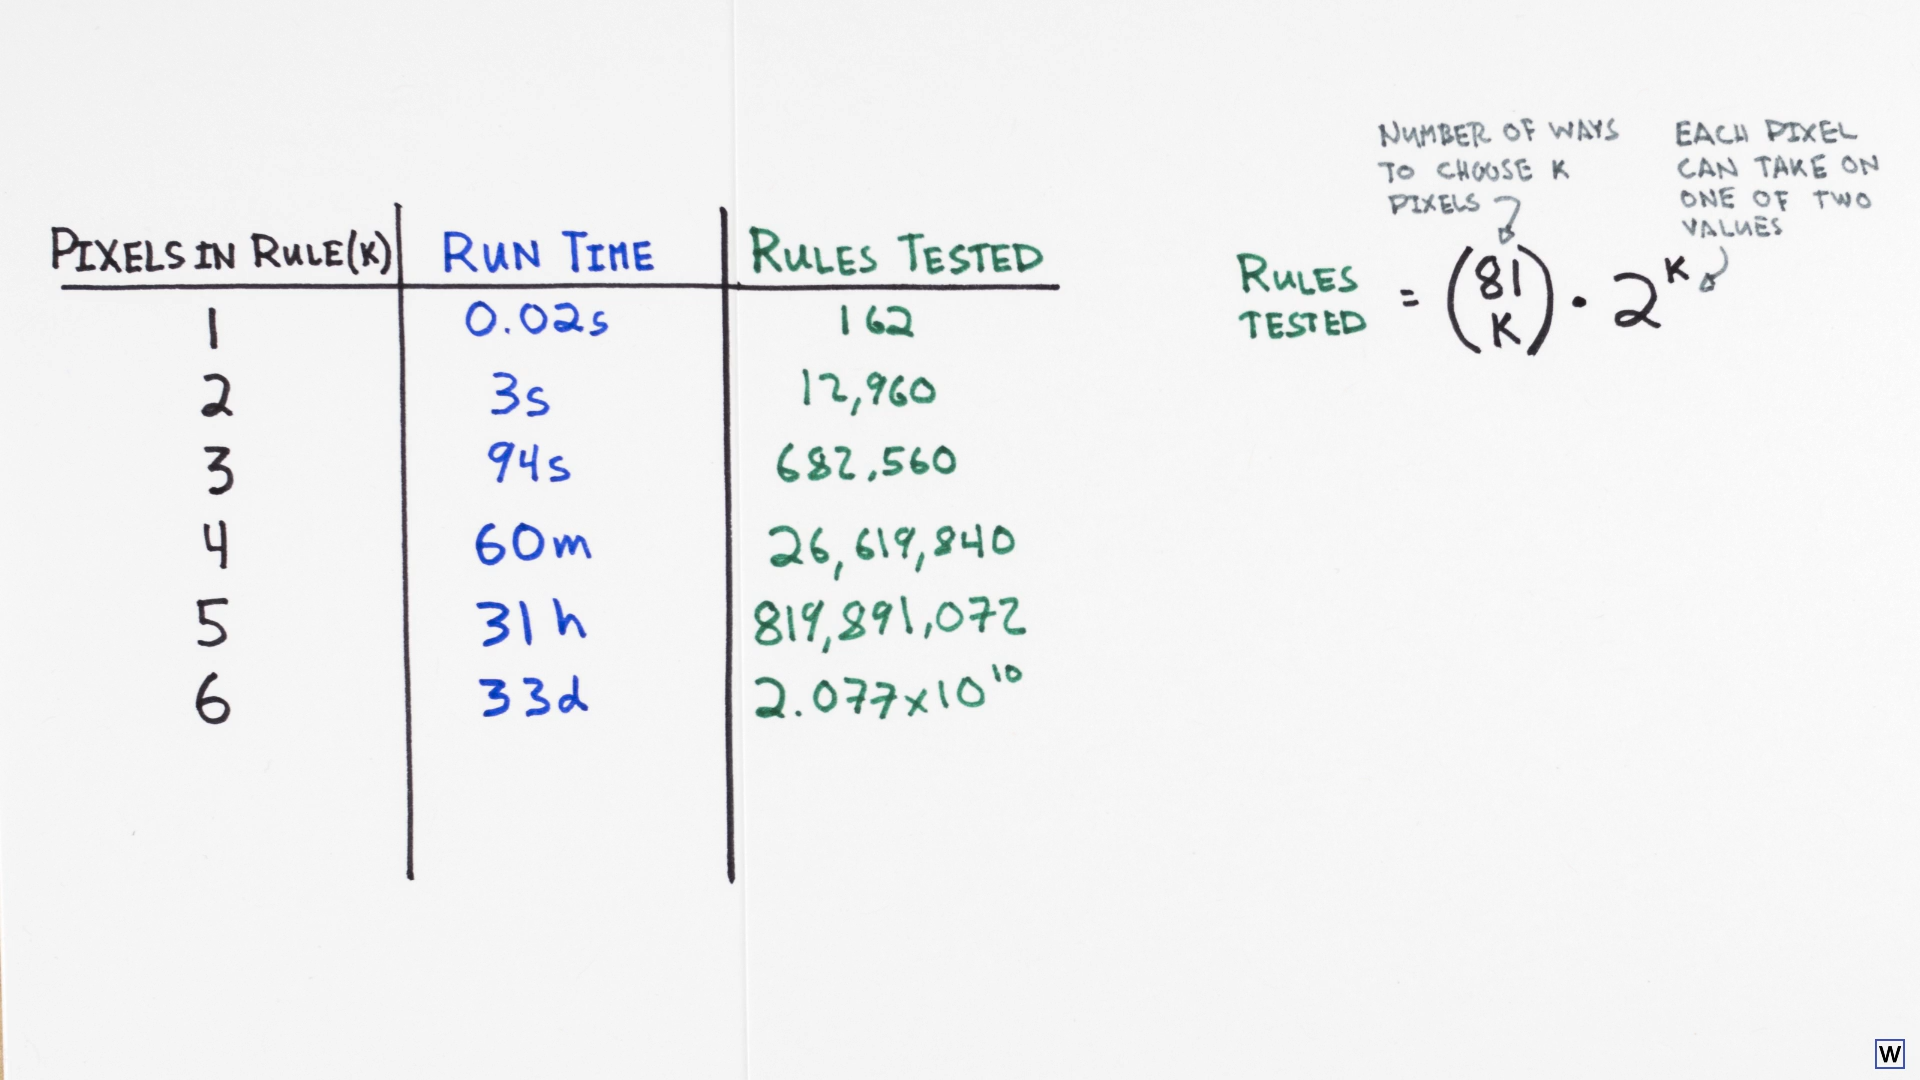 NUMBER OF WAYS
TO CHOOSE K
PIXELS
EACH PIXEL
CAN TAKE ON
ONE OF TWO
VALUES
PIXELS IN RULE(K) RUN TIME RULES TESTED
RULES
TESTED = (81 K) · 2^K
1 0.02s 162
2 3s 12,960
3 94s 682,560
4 60m 26,619,840
5 31h 819,891,072
6 33d 2.077x10^10
W